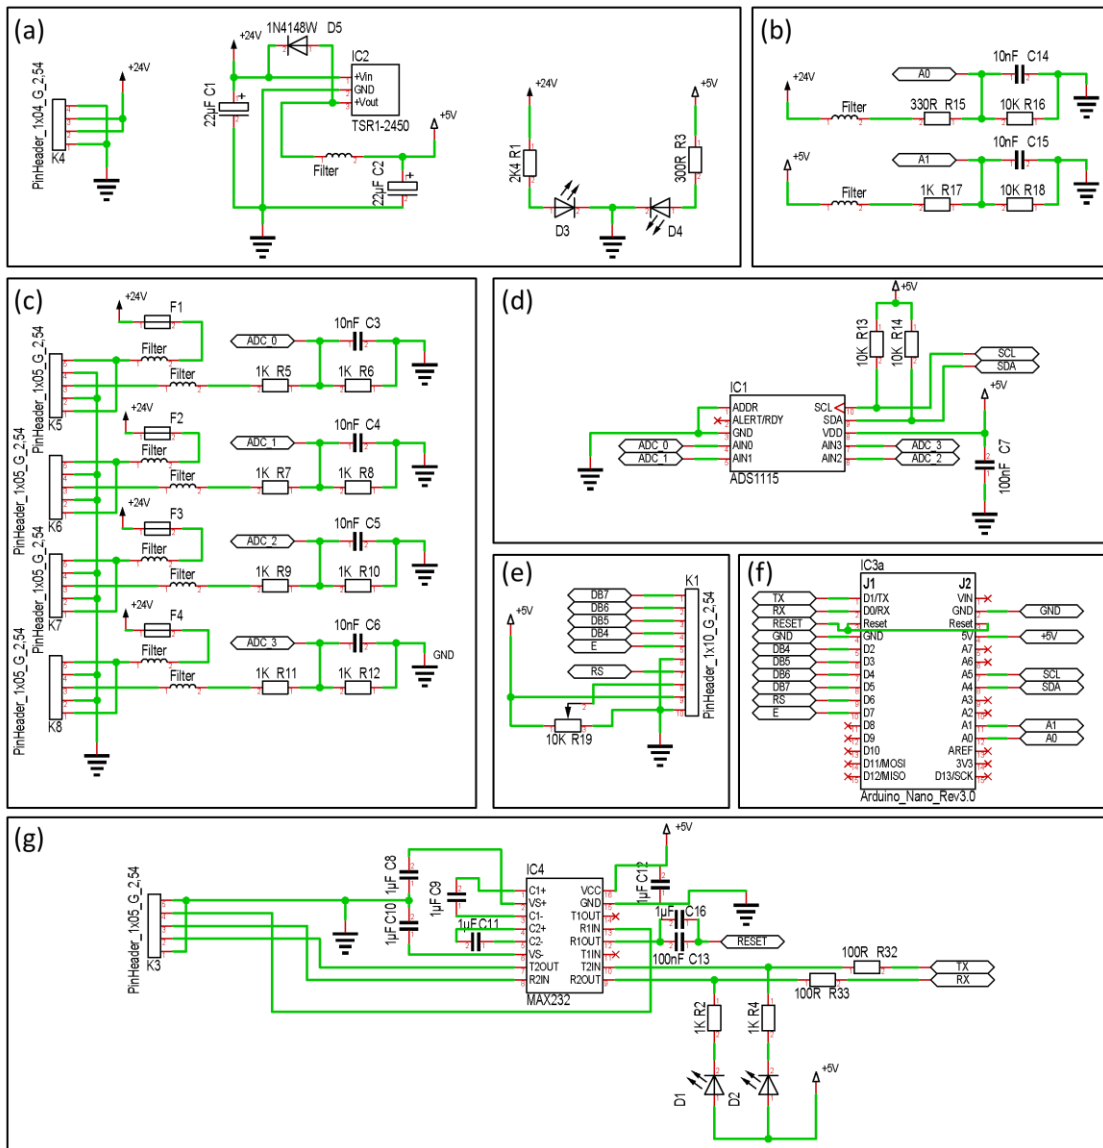 (a)
+24V
PinHeader_1x04_G_2,54
K4
+24V
1N4148W D5
IC2
+Vin
GND
+Vout
TSR1-2450
22µF C1
Filter
22µF C2
+5V
+24V
2K4 R1
D3
D4
300R R3
+5V
(b)
+24V
Filter
A0
330R R15
10nF C14
10K R16
+5V
Filter
A1
1K R17
10nF C15
10K R18
(c)
+24V
F1
PinHeader_1x05_G_2,54
K5
Filter
Filter
ADC_0
1K R5
10nF C3
1K R6
+24V
F2
PinHeader_1x05_G_2,54
K6
Filter
Filter
ADC_1
1K R7
10nF C4
1K R8
+24V
F3
PinHeader_1x05_G_2,54
K7
Filter
Filter
ADC_2
1K R9
10nF C5
1K R10
+24V
F4
PinHeader_1x05_G_2,54
K8
Filter
Filter
ADC_3
1K R11
10nF C6
1K R12
GND
(d)
+5V
10K R13
10K R14
SCL
SDA
+5V
IC1
ADDR
ALERT/RDY
GND
AIN0
AIN1
SCL
SDA
VDD
AIN3
AIN2
ADS1115
ADC_0
ADC_1
ADC_3
ADC_2
100nF C7
(e)
K1
DB7
DB6
DB5
DB4
E
RS
+5V
10K R19
PinHeader_1x10_G_2,54
(f)
IC3a
J1
J2
TX
RX
RESET
GND
DB4
DB5
DB6
DB7
RS
E
D1/TX
D0/RX
Reset
GND
D2
D3
D4
D5
D6
D7
D8
D9
D10
D11/MOSI
D12/MISO
VIN
GND
Reset
5V
A7
A6
A5
A4
A3
A2
A1
A0
AREF
3V3
D13/SCK
GND
+5V
SCL
SDA
A1
A0
Arduino_Nano_Rev3.0
(g)
PinHeader_1x05_G_2,54
K3
1µF C8
1µF C10
1µF C9
1µF C11
IC4
C1+
VS+
C1-
C2+
C2-
VS-
T2OUT
R2IN
VCC
GND
T1OUT
R1IN
R1OUT
T1IN
T2IN
R2OUT
MAX232
+5V
1µF C12
1µF C16
100nF C13
RESET
100R R32
100R R33
TX
RX
1K R2
1K R4
D1
D2
+5V